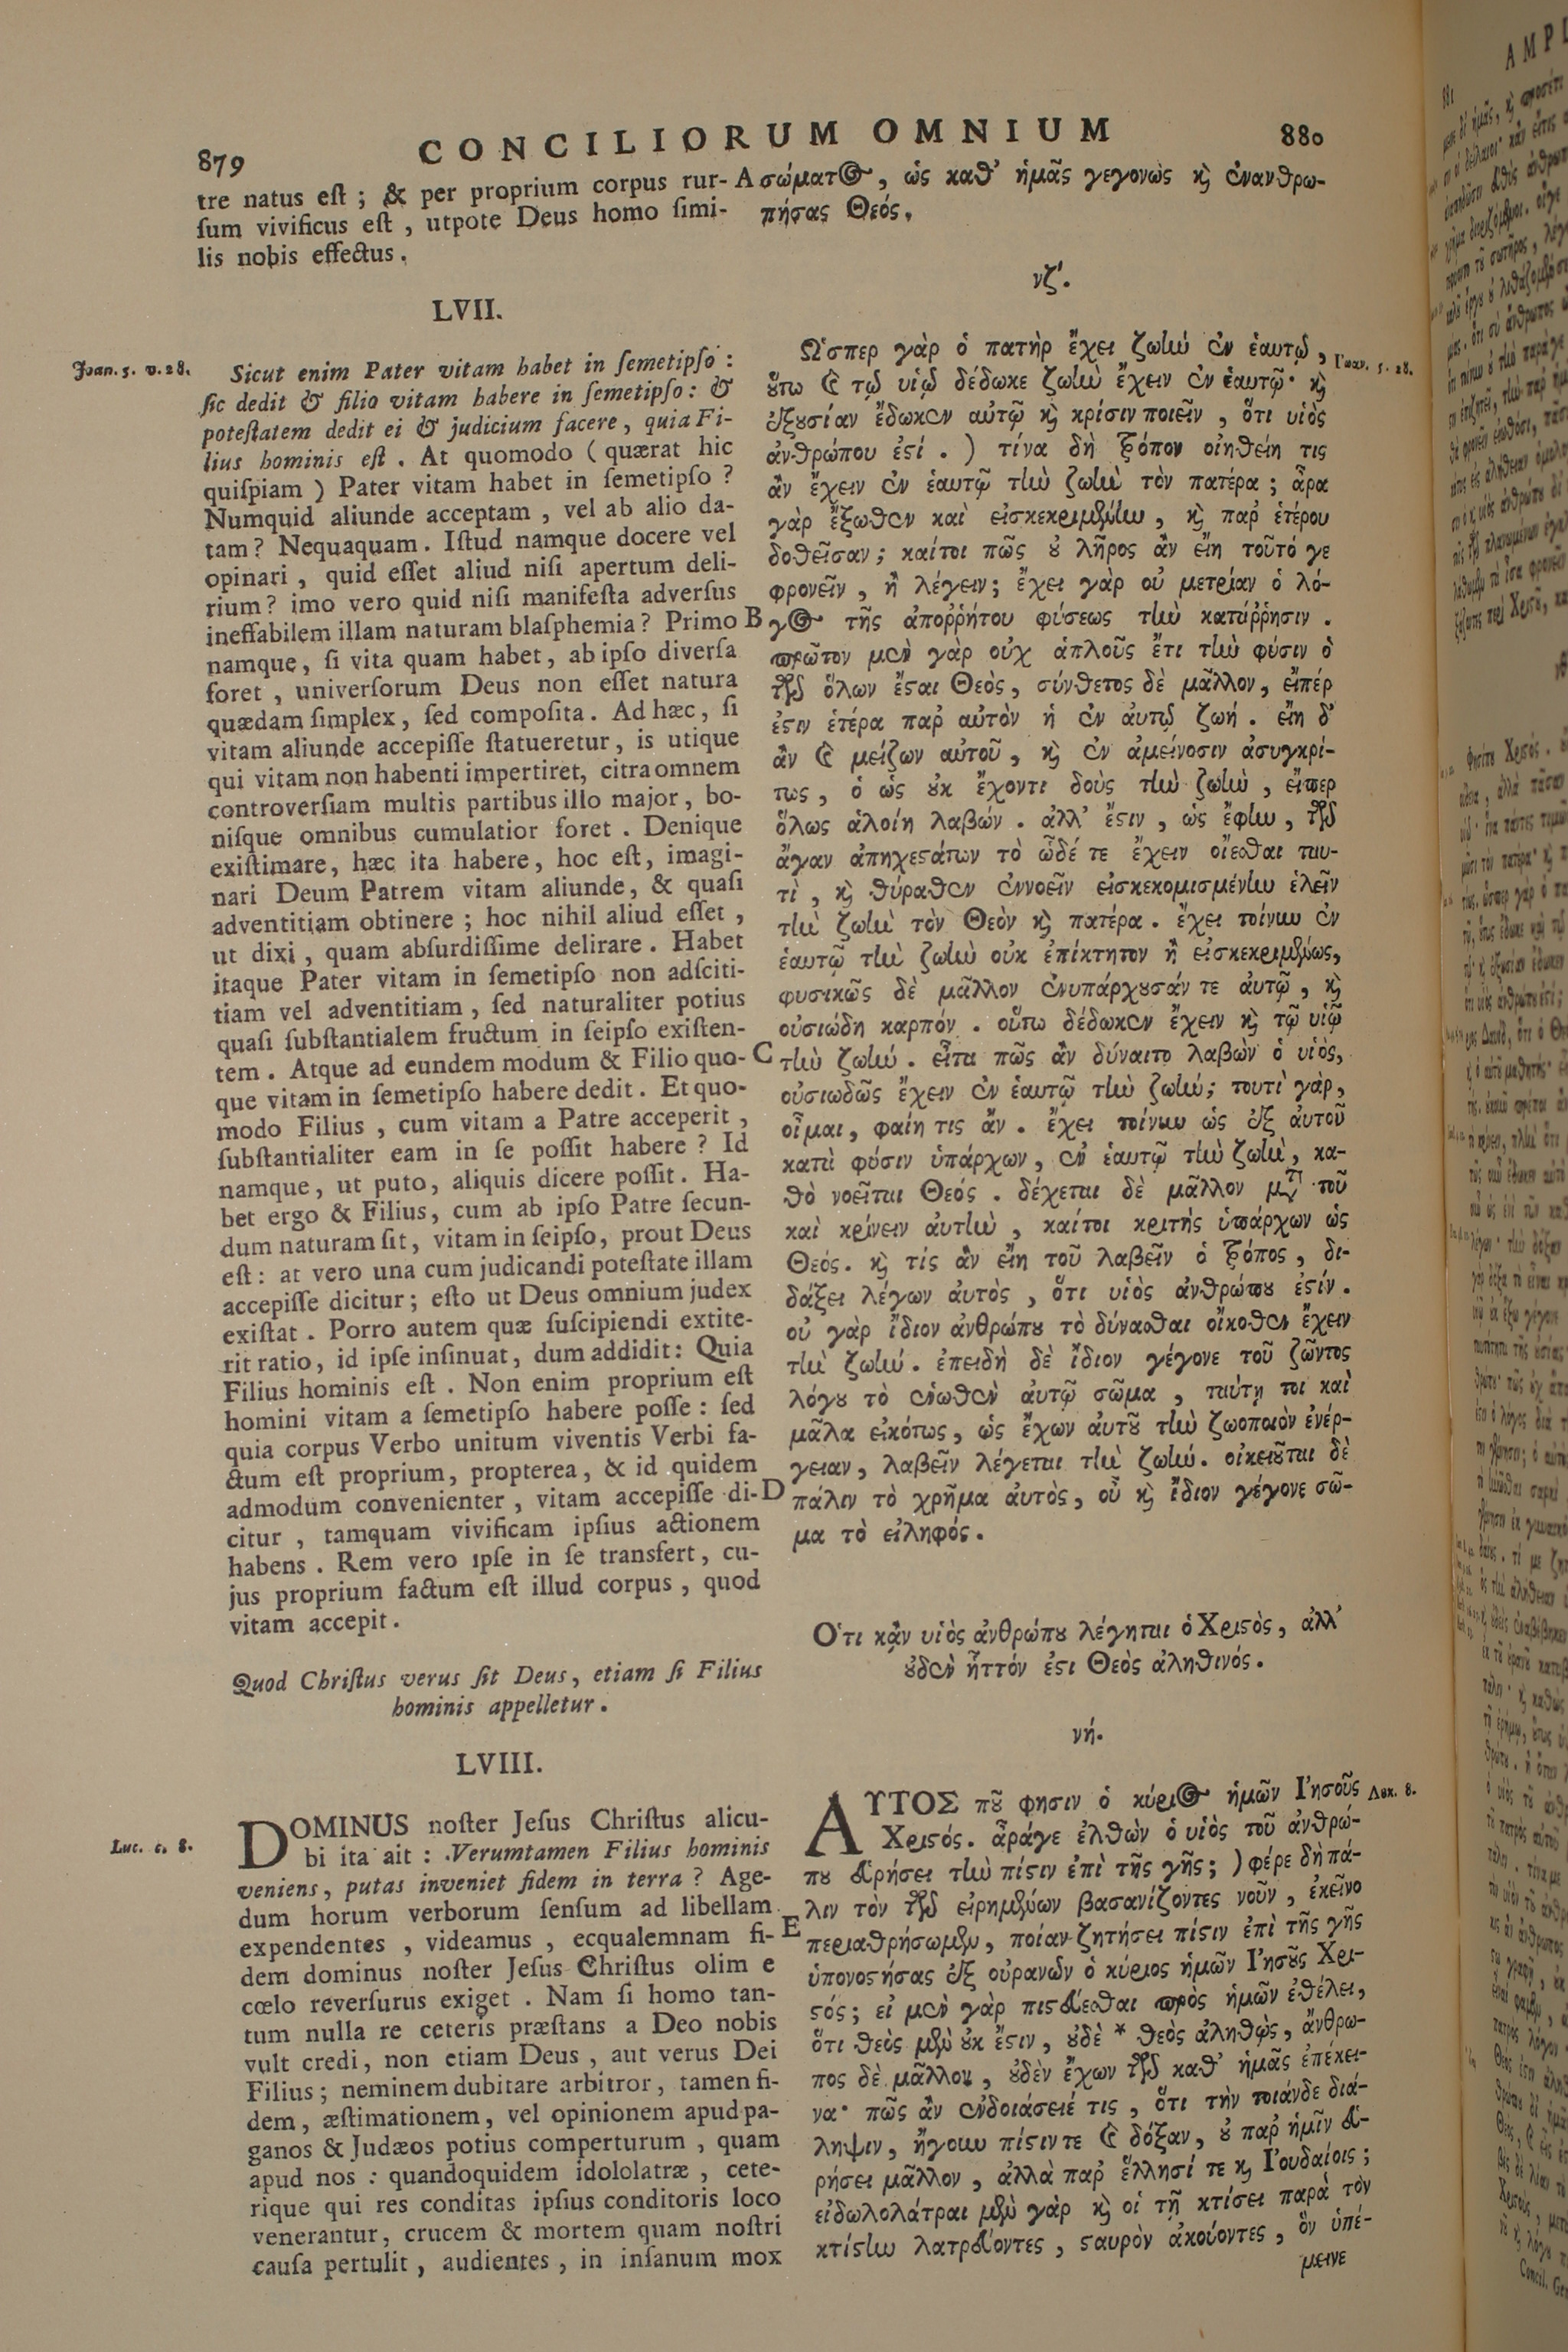 879
CONCILIORUM OMNIUM
880
tre natus eſt ; & per proprium corpus rur-
ſum vivificus eſt , utpote Deus homo ſimi-
lis nobis effectus .
LVII.
Joan. 5. v. 28.
Sicut enim Pater vitam habet in ſemetipſo :
ſic dedit & filio vitam habere in ſemetipſo : &
poteſtatem dedit ei & judicium facere , quia Fi-
lius hominis eſt . At quomodo ( quærat hic
quiſpiam ) Pater vitam habet in ſemetipſo ?
Numquid aliunde acceptam , vel ab alio da-
tam ? Nequaquam . Iſtud namque docere vel
opinari , quid eſſet aliud niſi apertum deli-
rium ? imo vero quid niſi manifeſta adverſus
ineffabilem illam naturam blaſphemia ? Primo
namque , ſi vita quam habet , ab ipſo diverſa
foret , univerſorum Deus non eſſet natura
quædam ſimplex , ſed compoſita . Ad hæc , ſi
vitam aliunde accepiſſe ſtatueretur , is utique
qui vitam non habenti impertiret, citra omnem
controverſiam multis partibus illo major , bo-
niſque omnibus cumulatior foret . Denique
exiſtimare, hæc ita habere , hoc eſt , imagi-
nari Deum Patrem vitam aliunde , & quaſi
adventitiam obtinere ; hoc nihil aliud eſſet ,
ut dixi , quam abſurdiſſime delirare . Habet
itaque Pater vitam in ſemetipſo non adſciti-
tiam vel adventitiam , ſed naturaliter potius
quaſi ſubſtantialem fructum in ſeipſo exiſten-
tem . Atque ad eundem modum & Filio quo-
que vitam in ſemetipſo habere dedit . Et quo-
modo Filius , cum vitam a Patre acceperit ,
ſubſtantialiter eam in ſe poſſit habere ? Id
namque , ut puto , aliquis dicere poſſit . Ha-
bet ergo & Filius , cum ab ipſo Patre ſecun-
dum naturam ſit , vitam in ſeipſo , prout Deus
eſt : at vero una cum judicandi poteſtate illam
accepiſſe dicitur ; eſto ut Deus omnium judex
exiſtat . Porro autem quæ ſuſcipiendi extite-
rit ratio, id ipſe inſinuat , dum addidit : Quia
Filius hominis eſt . Non enim proprium eſt
homini vitam a ſemetipſo habere poſſe : ſed
quia corpus Verbo unitum viventis Verbi fa-
ctum eſt proprium , propterea , & id quidem
admodum convenienter , vitam accepiſſe di-
citur , tamquam vivificam ipſius actionem
habens . Rem vero ipſe in ſe transfert , cu-
jus proprium factum eſt illud corpus , quod
vitam accepit .
Quod Chriſtus verus ſit Deus , etiam ſi Filius
hominis appelletur .
LVIII.
Luc. c. 8.
DOMINUS noſter Jeſus Chriſtus alicu-
bi ita ait : Verumtamen Filius hominis
veniens , putas inveniet fidem in terra ? Age-
dum horum verborum ſenſum ad libellam
expendentes , videamus , ecqualemnam fi-
dem dominus noſter Jeſus Chriſtus olim e
cœlo reverſurus exiget . Nam ſi homo tan-
tum nulla re ceteris præſtans a Deo nobis
vult credi , non etiam Deus , aut verus Dei
Filius ; neminem dubitare arbitror , tamen fi-
dem , æſtimationem , vel opinionem apud pa-
ganos & Judæos potius comperturum , quam
apud nos : quandoquidem idololatræ , cete-
rique qui res conditas ipſius conditoris loco
venerantur , crucem & mortem quam noſtri
cauſa pertulit , audientes , in inſanum mox
A σώματος , ὡς καθ' ἡμᾶς γεγονὼς ϗ ἐνανθρω-
πήσας Θεός .
νζ'.
Ὥσπερ γὰρ ὁ πατὴρ ἔχει ζωὴν ἐν ἑαυτῷ ,
Ἰωαν. 5. 28.
οὕτω ϗ τῷ υἱῷ δέδωκε ζωὴν ἔχειν ἐν ἑαυτῷ· ϗ
ἐξουσίαν ἔδωκεν αὐτῷ ϗ κρίσιν ποιεῖν , ὅτι υἱὸς
ἀνθρώπου ἐστί . ) τίνα δὴ τρόπον οἰηθείη τις
ἂν ἔχειν ἐν ἑαυτῷ τὴν ζωὴν τὸν πατέρα ; ἆρα
γὰρ ἔξωθεν καὶ εἰσκεκριμένην , ϗ παρ' ἑτέρου
δοθεῖσαν ; καίτοι πῶς οὐ λῆρος ἂν εἴη τοῦτό γε
φρονεῖν , ἢ λέγειν ; ἔχει γὰρ οὐ μετρίαν ὁ λό-
B γος τῆς ἀποῤῥήτου φύσεως τὴν κατάῤῥησιν .
πρῶτον μὲν γὰρ οὐχ ἁπλοῦς ἔτι τὴν φύσιν ὁ
τῶν ὅλων ἔσται Θεὸς , σύνθετος δὲ μᾶλλον , εἴπέρ
ἐστιν ἑτέρα παρ' αὐτὸν ἡ ἐν αὐτῷ ζωή . εἴη δ'
ἂν ϗ μείζων αὐτοῦ , ϗ ἐν ἀμείνοσιν ἀσυγκρί-
τως , ὁ ὡς οὐκ ἔχοντι δοὺς τὴν ζωὴν , εἴπερ
ὅλως ἁλοίη λαβών . ἀλλ' ἔστιν , ὡς ἔφην , τῶν
ἄγαν ἀπηχεστάτων τὸ ὧδέ τε ἔχειν οἴεσθαι ταυ-
τὶ , ϗ θύραθεν ἐννοεῖν εἰσκεκομισμένην ἑλεῖν
τὴν ζωὴν τὸν Θεὸν ϗ πατέρα . ἔχει τοίνυν ἐν
ἑαυτῷ τὴν ζωὴν οὐκ ἐπίκτητον ἢ εἰσκεκριμένως,
φυσικῶς δὲ μᾶλλον ἐνυπάρχουσάν τε αὐτῷ , ϗ
οὐσιώδη καρπόν . οὕτω δέδωκεν ἔχειν ϗ τῷ υἱῷ
C τὴν ζωήν . εἶτα πῶς ἂν δύναιτο λαβὼν ὁ υἱὸς,
οὐσιωδῶς ἔχειν ἐν ἑαυτῷ τὴν ζωήν; τουτὶ γὰρ,
οἶμαι, φαίη τις ἄν . ἔχει τοίνυν ὡς ἐξ αὐτοῦ
κατὰ φύσιν ὑπάρχων, ἐν ἑαυτῷ τὴν ζωὴν, κα-
θὸ νοεῖται Θεός . δέχεται δὲ μᾶλλον μετὰ τοῦ
καὶ κρίνειν αὐτὴν , καίτοι κριτὴς ὑπάρχων ὡς
Θεός. ϗ τίς ἂν εἴη τοῦ λαβεῖν ὁ τρόπος , δι-
δάξει λέγων αὐτὸς , ὅτι υἱὸς ἀνθρώπου ἐστίν .
οὐ γὰρ ἴδιον ἀνθρώπου τὸ δύνασθαι οἴκοθεν ἔχειν
τὴν ζωήν. ἐπειδὴ δὲ ἴδιον γέγονε τοῦ ζῶντος
λόγου τὸ ἑνωθὲν αὐτῷ σῶμα , ταύτῃ τοι καὶ
μᾶλα εἰκότως, ὡς ἔχων αὐτοῦ τὴν ζωοποιὸν ἐνέρ-
γειαν , λαβεῖν λέγεται τὴν ζωήν. οἰκειοῦται δὲ
D πάλιν τὸ χρῆμα αὐτὸς, οὗ ϗ ἴδιον γέγονε σῶ-
μα τὸ εἰληφός .
Ὅτι κᾂν υἱὸς ἀνθρώπου λέγηται ὁ Χριστὸς, ἀλλ'
οὐδὲν ἧττόν ἐστι Θεὸς ἀληθινός .
νή.
ΑΥΤΟΣ πῦ φησιν ὁ κύριος ἡμῶν Ἰησοῦς
Λουκ. 8.
Χριστός . ἆράγε ἐλθὼν ὁ υἱὸς τοῦ ἀνθρώ-
που εὑρήσει τὴν πίστιν ἐπὶ τῆς γῆς ; ) φέρε δὴ πά-
λιν τὸν τῶν εἰρημένων βασανίζοντες νοῦν , ἐκεῖνο
E περιαθρήσωμεν, ποίαν ζητήσει πίστιν ἐπὶ τῆς γῆς
ὑπονοστήσας ἐξ οὐρανῶν ὁ κύριος ἡμῶν Ἰησοῦς Χρι-
στός ; εἰ μὲν γὰρ πιστεύεσθαι πρὸς ἡμῶν ἐθέλει,
ὅτι θεὸς μὲν οὐκ ἔστιν , οὐδὲ * θεὸς ἀληθῶς , ἄνθρω-
πος δὲ μᾶλλον , οὐδὲν ἔχων τῶν καθ' ἡμᾶς ἐπέκει-
να· πῶς ἂν ἐνδοιάσειέ τις , ὅτι τὴν τοιάνδε διά-
ληψιν, ἤγουν πίστιν τε ϗ δόξαν , οὐ παρ' ἡμῖν εὑ-
ρήσει μᾶλλον , ἀλλὰ παρ' ἕλλησί τε ϗ Ἰουδαίοις ;
εἰδωλολάτραι μὲν γὰρ ϗ οἱ τῇ κτίσει παρὰ τὸν
κτίστην λατρεύοντες , σταυρὸν ἀκούοντες , ὃν ὑπέ-
μεινε